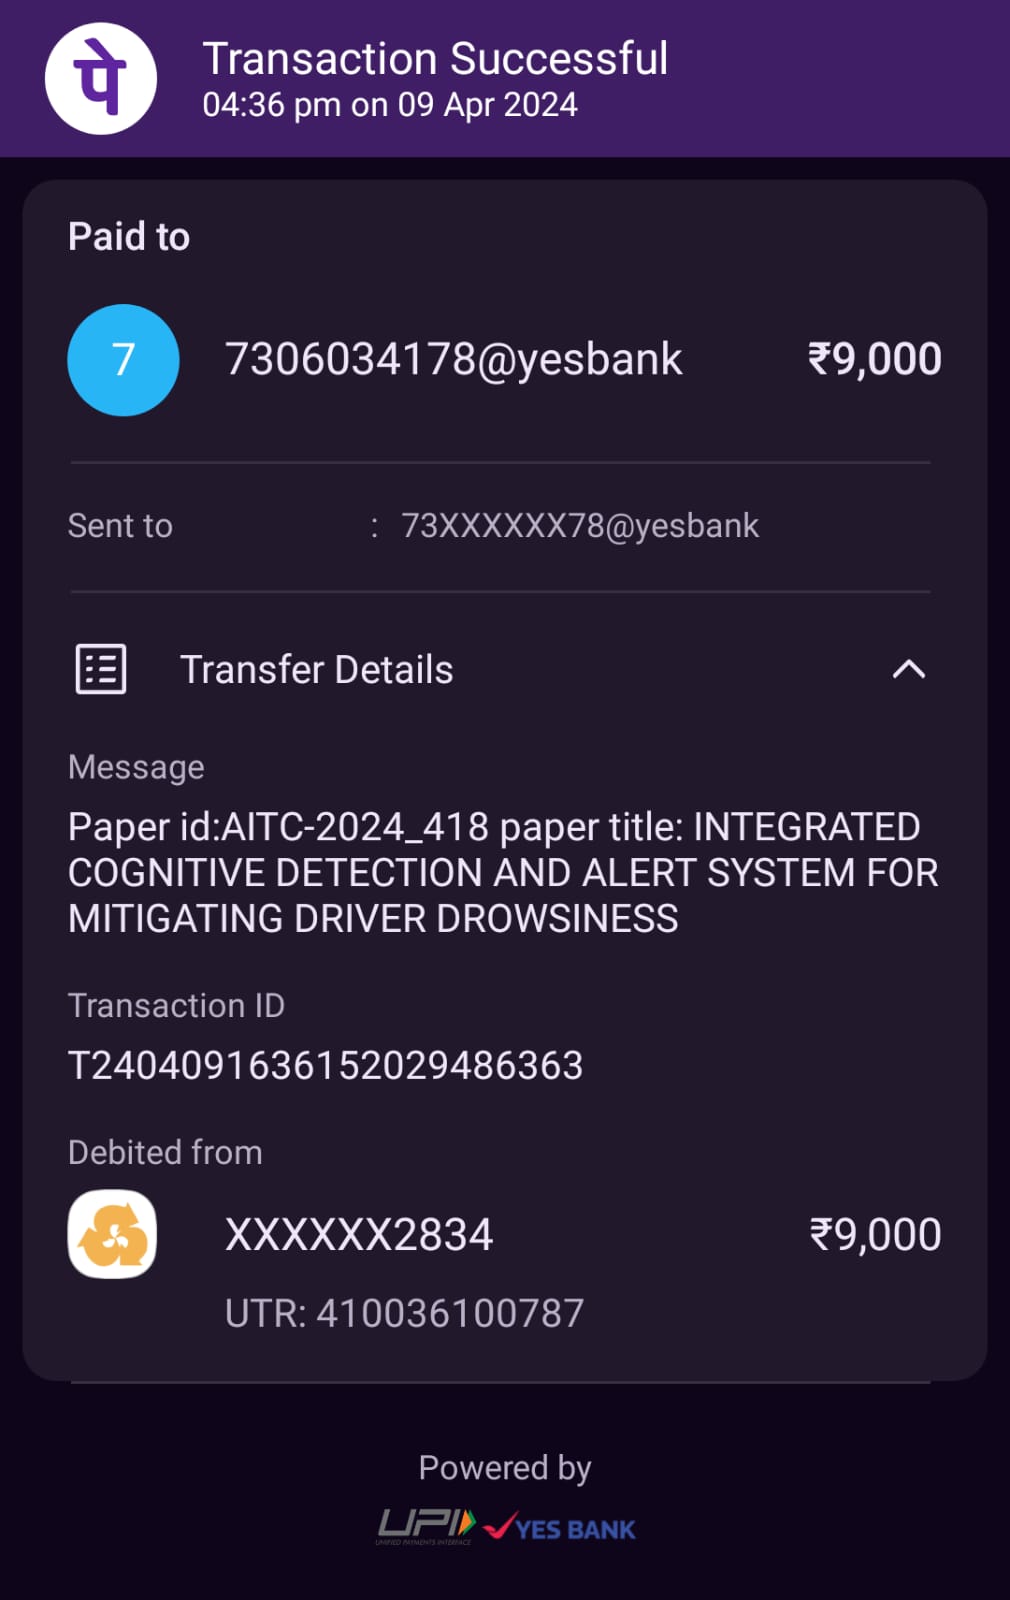 पे
Transaction Successful
04:36 pm on 09 Apr 2024
Paid to
7
7306034178@yesbank
₹9,000
Sent to : 73XXXXXX78@yesbank
Transfer Details
Message
Paper id:AITC-2024_418 paper title: INTEGRATED
COGNITIVE DETECTION AND ALERT SYSTEM FOR
MITIGATING DRIVER DROWSINESS
Transaction ID
T2404091636152029486363
Debited from
XXXXXX2834
₹9,000
UTR: 410036100787
Powered by
UPI
UNIFIED PAYMENTS INTERFACE
YES BANK